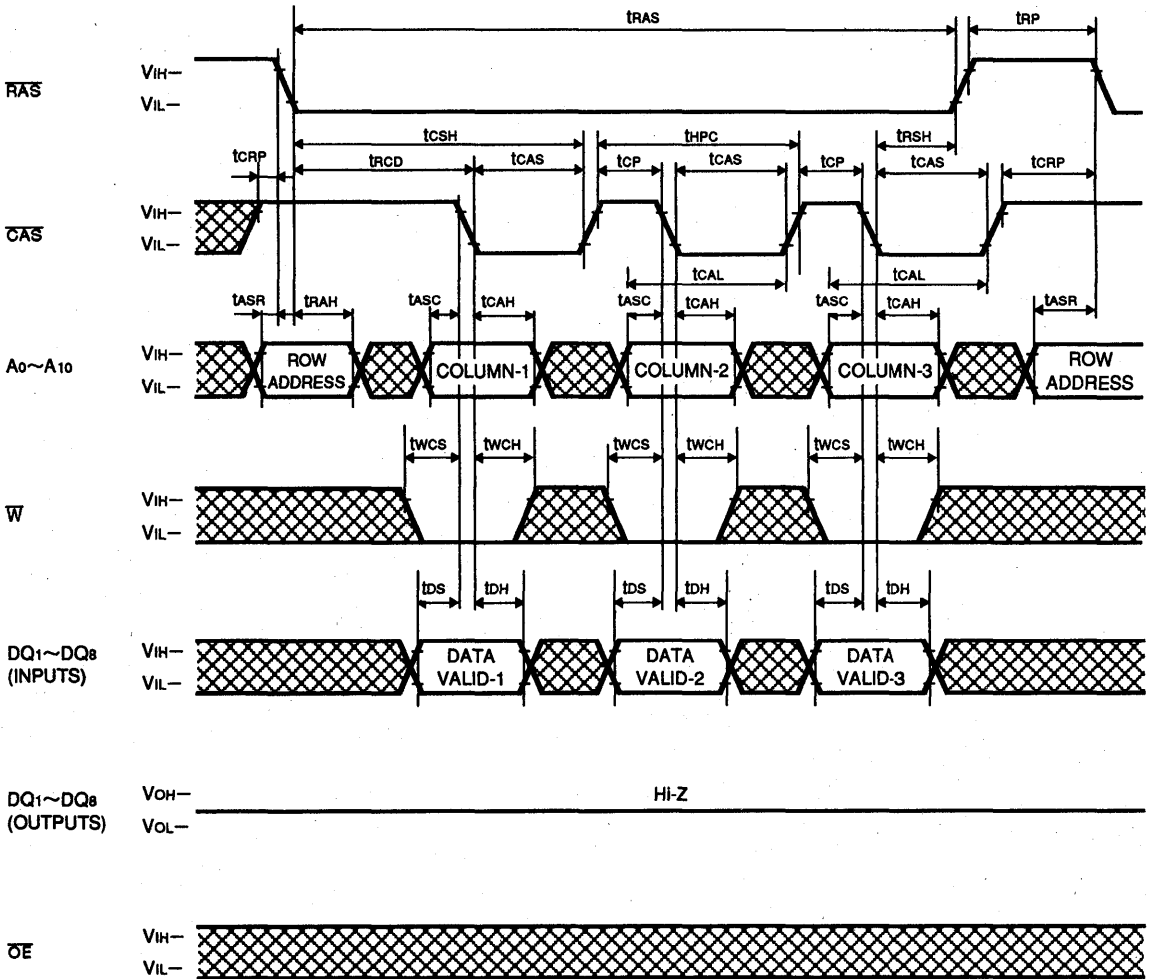 tRAS tRP
RAS VIH VIL
tCSH tHPC tRSH
tCRP tRCD tCAS tCP tCAS tCP tCAS tCRP
CAS VIH VIL
tCAL tCAL
tASR tRAH tASC tCAH tASC tCAH tASC tCAH tASR
A0~A10 VIH VIL
ROW ADDRESS COLUMN-1 COLUMN-2 COLUMN-3 ROW ADDRESS
tWCS tWCH tWCS tWCH tWCS tWCH
W VIH VIL
tDS tDH tDS tDH tDS tDH
DQ1~DQ8 (INPUTS) VIH VIL
DATA VALID-1 DATA VALID-2 DATA VALID-3
DQ1~DQ8 (OUTPUTS) VOH VOL
Hi-Z
OE VIH VIL